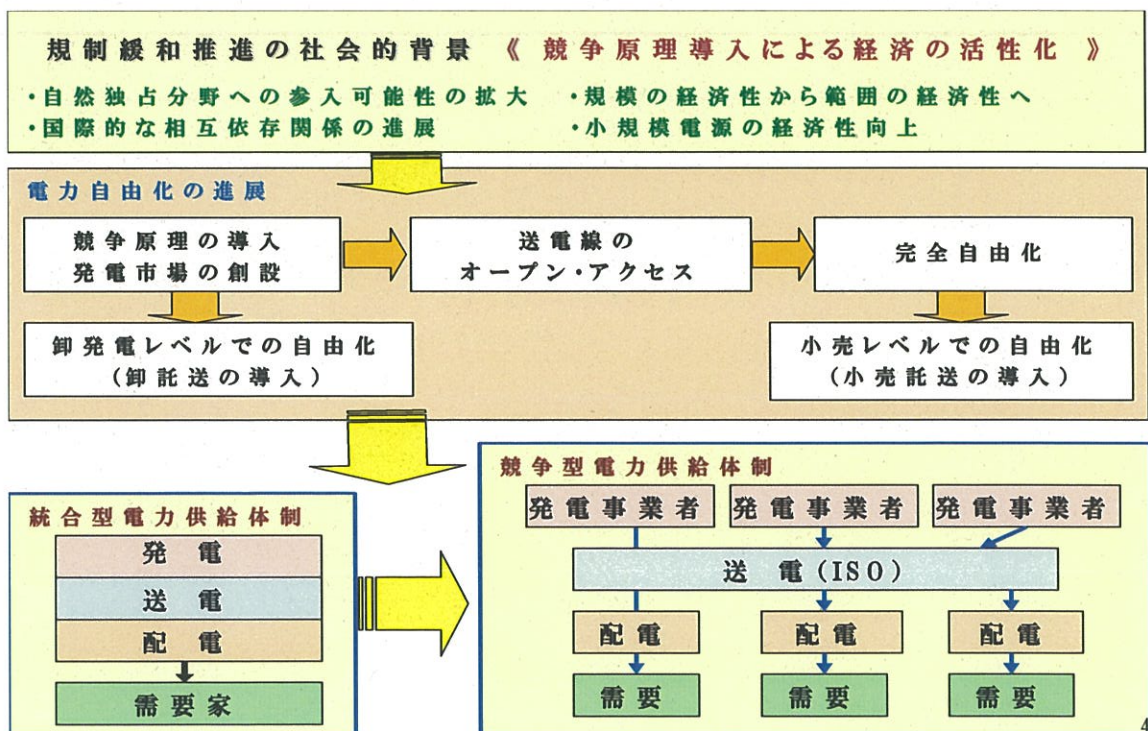 規制緩和推進の社会的背景 《 競争原理導入による経済の活性化 》
・自然独占分野への参入可能性の拡大 ・規模の経済性から範囲の経済性へ
・国際的な相互依存関係の進展 ・小規模電源の経済性向上
電力自由化の進展
競争原理の導入
発電市場の創設
送電線の
オープン・アクセス
完全自由化
卸発電レベルでの自由化
(卸託送の導入)
小売レベルでの自由化
(小売託送の導入)
統合型電力供給体制
発電
送電
配電
需要家
競争型電力供給体制
発電事業者 発電事業者 発電事業者
送電(ISO)
配電 配電 配電
需要 需要 需要
4